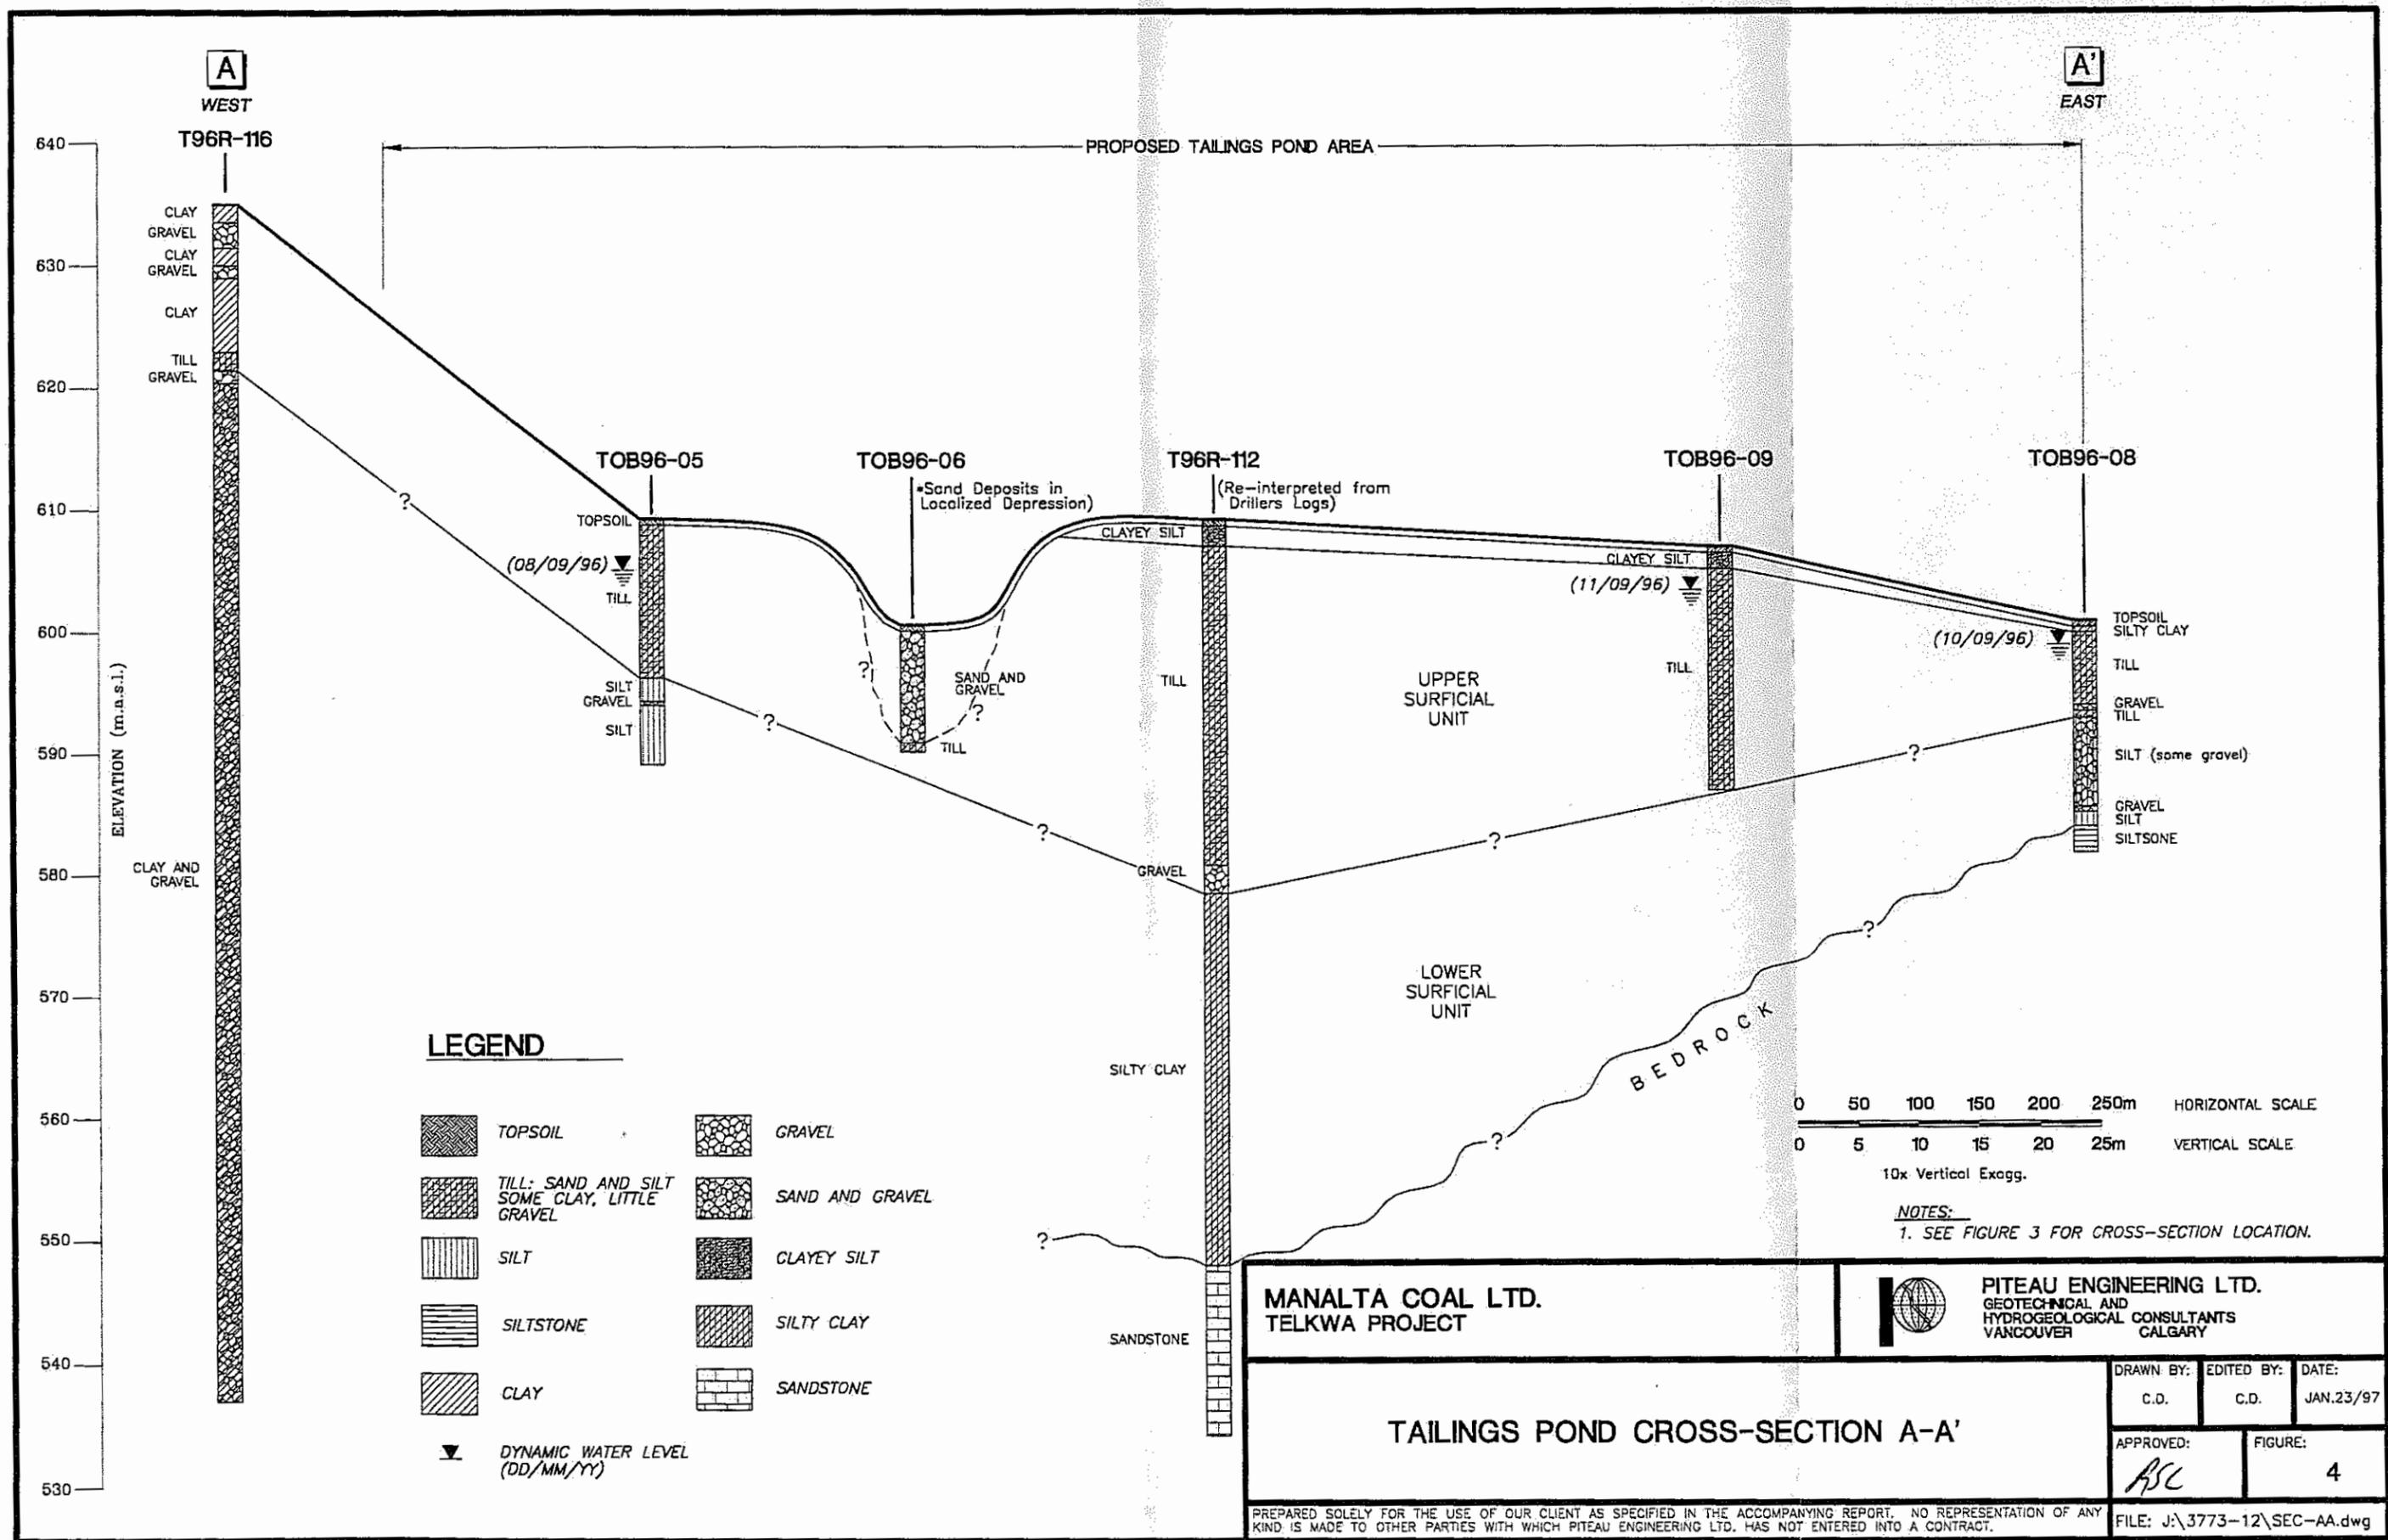 A
WEST
A'
EAST
T96R-116
PROPOSED TAILINGS POND AREA
640
630
620
610
600
590
580
570
560
550
540
530
ELEVATION (m.a.s.l.)
CLAY
GRAVEL
CLAY
GRAVEL
CLAY
TILL
GRAVEL
CLAY AND
GRAVEL
?
TOB96-05
TOPSOIL
(08/09/96)
TILL
SILT
GRAVEL
SILT
?
TOB96-06
•Sand Deposits in
Localized Depression)
?
SAND AND
GRAVEL
?
TILL
?
T96R-112
(Re-interpreted from
Drillers Logs)
CLAYEY SILT
TILL
GRAVEL
SILTY CLAY
?
SANDSTONE
UPPER
SURFICIAL
UNIT
?
LOWER
SURFICIAL
UNIT
?
BEDROCK
?
TOB96-09
CLAYEY SILT
(11/09/96)
TILL
?
TOB96-08
(10/09/96)
TOPSOIL
SILTY CLAY
TILL
GRAVEL
TILL
SILT (some gravel)
GRAVEL
SILT
SILTSONE
LEGEND
TOPSOIL
TILL: SAND AND SILT
SOME CLAY, LITTLE
GRAVEL
SILT
SILTSTONE
CLAY
DYNAMIC WATER LEVEL
(DD/MM/YY)
GRAVEL
SAND AND GRAVEL
CLAYEY SILT
SILTY CLAY
SANDSTONE
0 50 100 150 200 250m HORIZONTAL SCALE
0 5 10 15 20 25m VERTICAL SCALE
10x Vertical Exagg.
NOTES:
1. SEE FIGURE 3 FOR CROSS-SECTION LOCATION.
MANALTA COAL LTD.
TELKWA PROJECT
PITEAU ENGINEERING LTD.
GEOTECHNICAL AND
HYDROGEOLOGICAL CONSULTANTS
VANCOUVER CALGARY
TAILINGS POND CROSS-SECTION A-A'
DRAWN BY:
C.D.
EDITED BY:
C.D.
DATE:
JAN.23/97
APPROVED:
FIGURE:
4
PREPARED SOLELY FOR THE USE OF OUR CLIENT AS SPECIFIED IN THE ACCOMPANYING REPORT. NO REPRESENTATION OF ANY
KIND IS MADE TO OTHER PARTIES WITH WHICH PITEAU ENGINEERING LTD. HAS NOT ENTERED INTO A CONTRACT.
FILE: J:\3773-12\SEC-AA.dwg